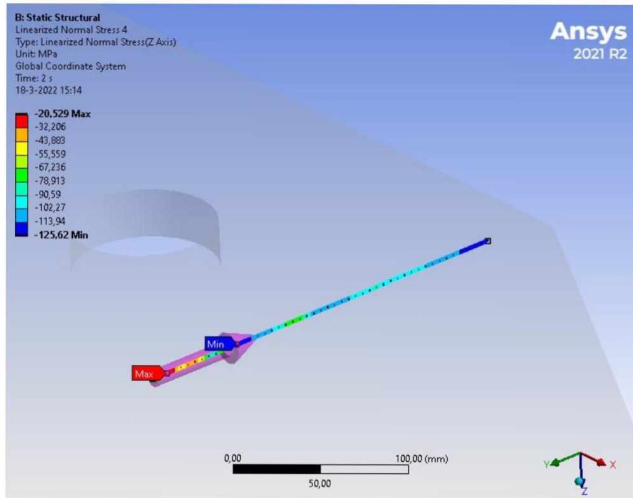 B: Static Structural
Linearized Normal Stress 4
Type: Linearized Normal Stress(Z Axis)
Unit: MPa
Global Coordinate System
Time: 2 s
18-3-2022 15:14
Ansys
2021 R2
-20,529 Max
-32,206
-43,883
-55,559
-67,236
-78,913
-90,59
-102,27
-113,94
-125,62 Min
Min
Max
0,00
100,00 (mm)
50,00
Y
X
Z